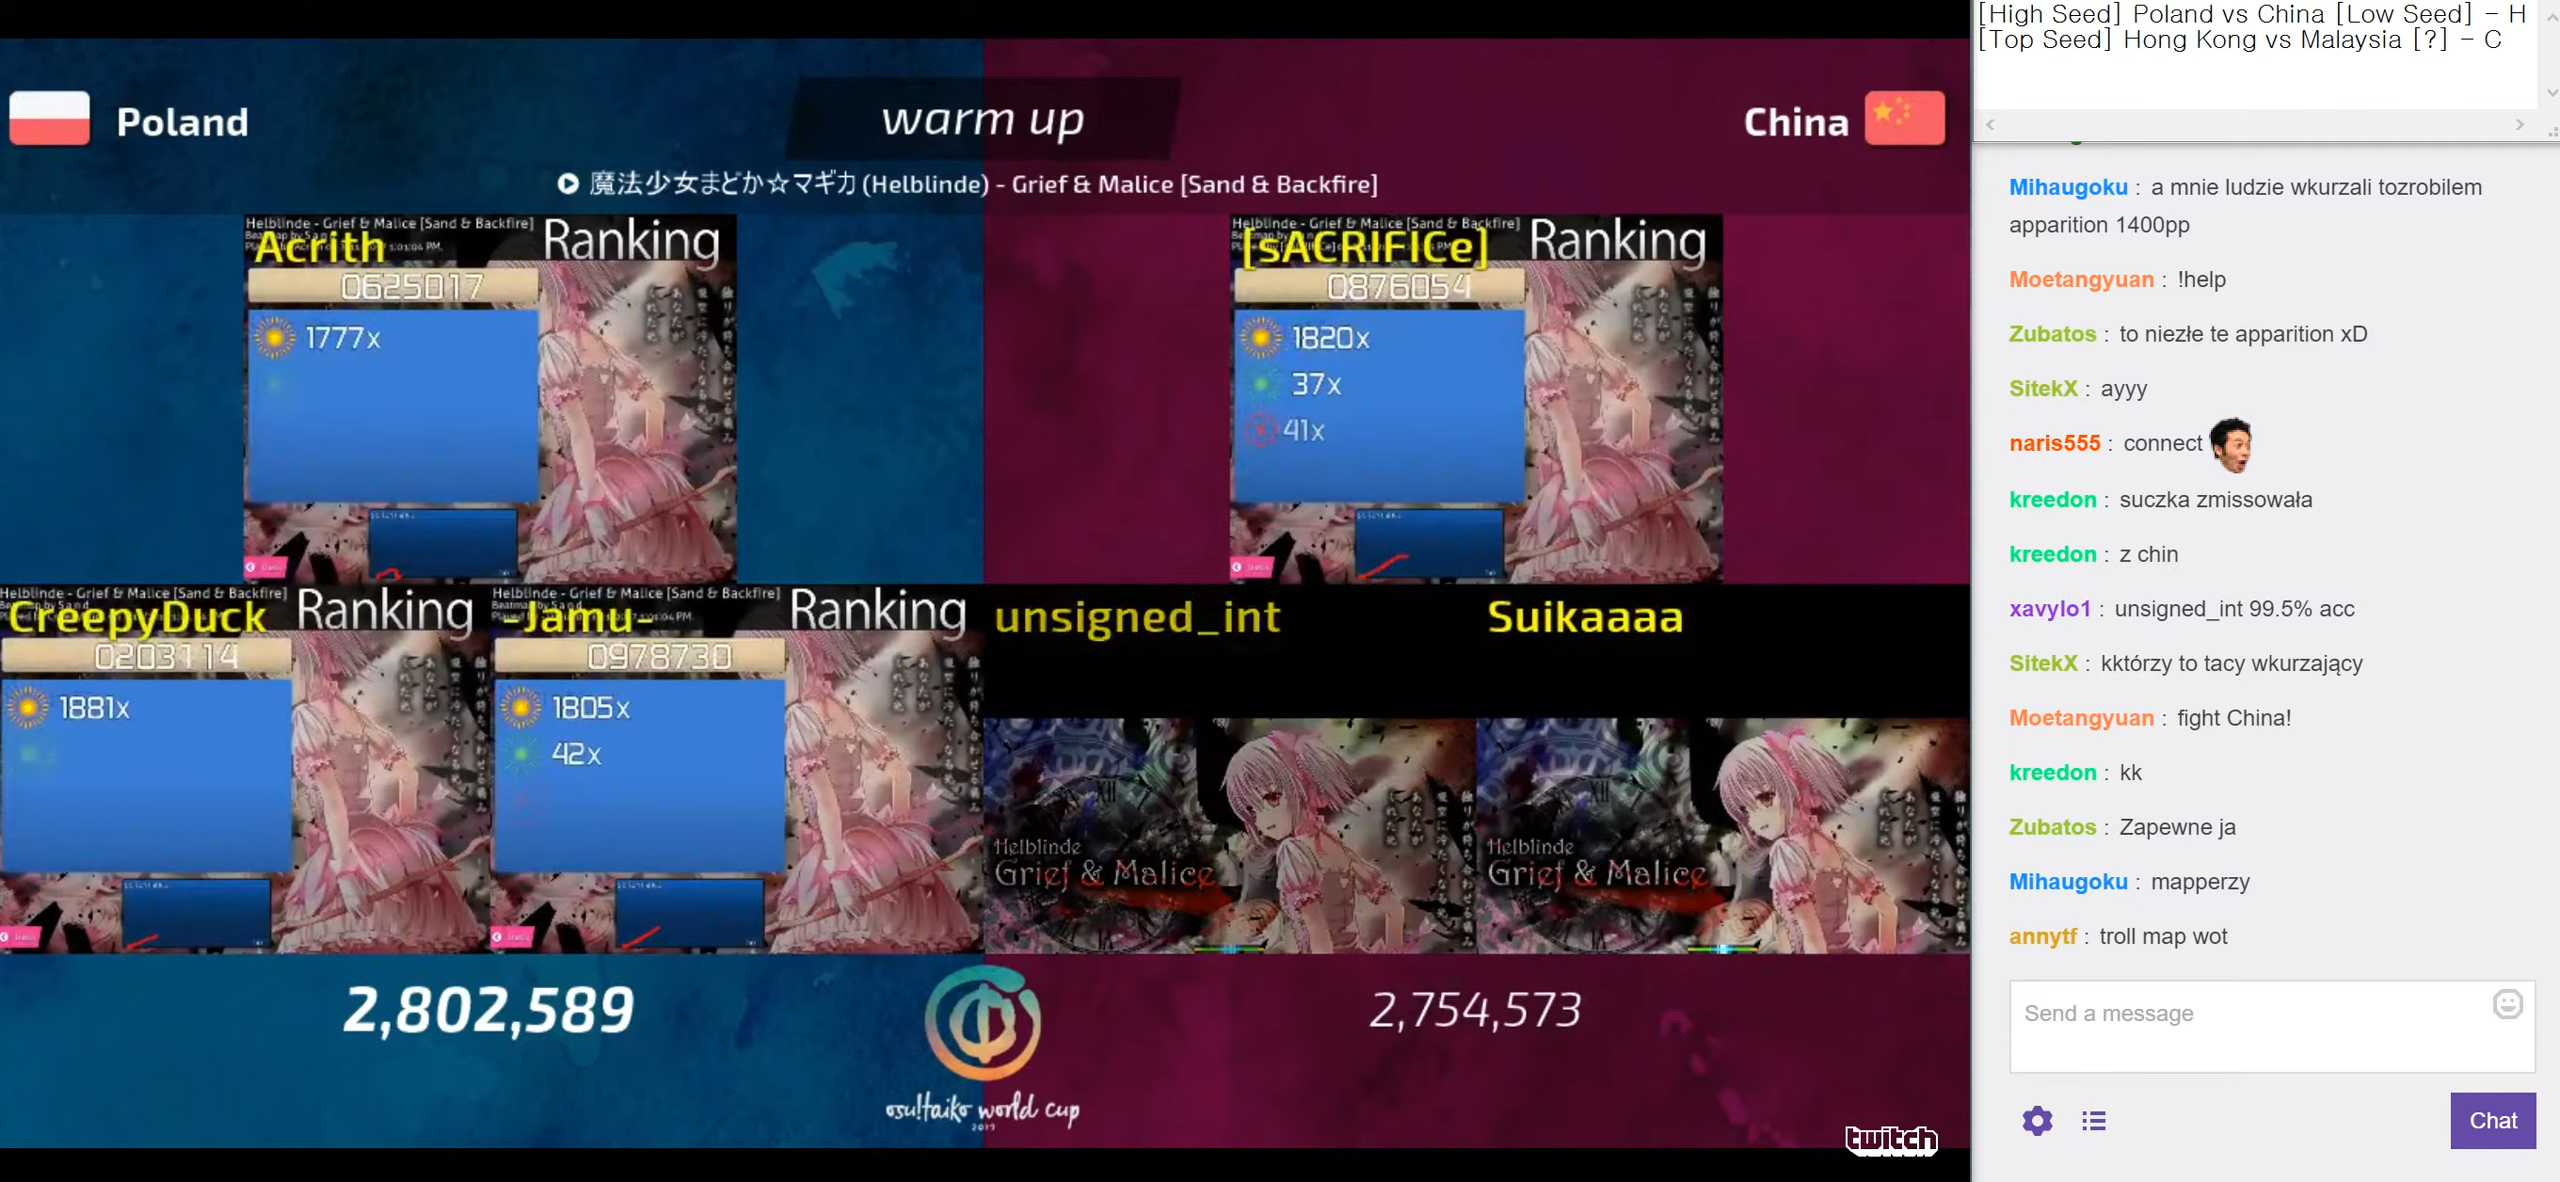 Poland
warm up
China
魔法少女まどか☆マギカ (Helblinde) - Grief & Malice [Sand & Backfire]
Helblinde - Grief & Malice [Sand & Backfire]
Acrith
Ranking
0625017
1777x
Helblinde - Grief & Malice [Sand & Backfire]
[sACRIFICe]
Ranking
0876054
1820x
37x
41x
Helblinde - Grief & Malice [Sand & Backfire]
CreepyDuck
Ranking
0203114
1881x
Helblinde - Grief & Malice [Sand & Backfire]
-Jamu-
Ranking
0978730
1805x
42x
unsigned_int
Helblinde
Grief & Malice
Suikaaaa
Helblinde
Grief & Malice
2,802,589
2,754,573
osu!taiko world cup
2017
twitch
[High Seed] Poland vs China [Low Seed] - H
[Top Seed] Hong Kong vs Malaysia [?] - C
Mihaugoku : a mnie ludzie wkurzali tozrobilem
apparition 1400pp
Moetangyuan : !help
Zubatos : to niezłe te apparition xD
SitekX : ayyy
naris555 : connect
kreedon : suczka zmissowała
kreedon : z chin
xavylo1 : unsigned_int 99.5% acc
SitekX : kktórzy to tacy wkurzający
Moetangyuan : fight China!
kreedon : kk
Zubatos : Zapewne ja
Mihaugoku : mapperzy
annytf : troll map wot
Send a message
Chat